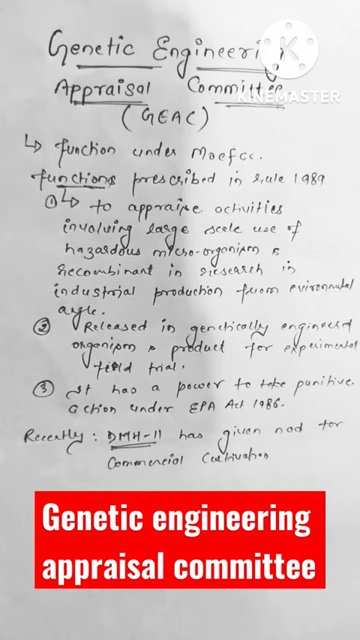 Genetic Engineering
KINEMASTER
Appraisal Committee
(GEAC)
↳ function under Moefcc.
functions prescribed in rule 1989
① ↳ to appraise activities
involving large scale use of
hazardous micro-organism &
recombinant in research in
industrial production from evironmental
angle.
② Released in genetically engineered
organism & product for experimental
field trial.
③ It has a power to take punitive
action under EPA Act 1986.
Recently: DMH-11 has given nod for
Commercial Cultivation
Genetic engineering
appraisal committee